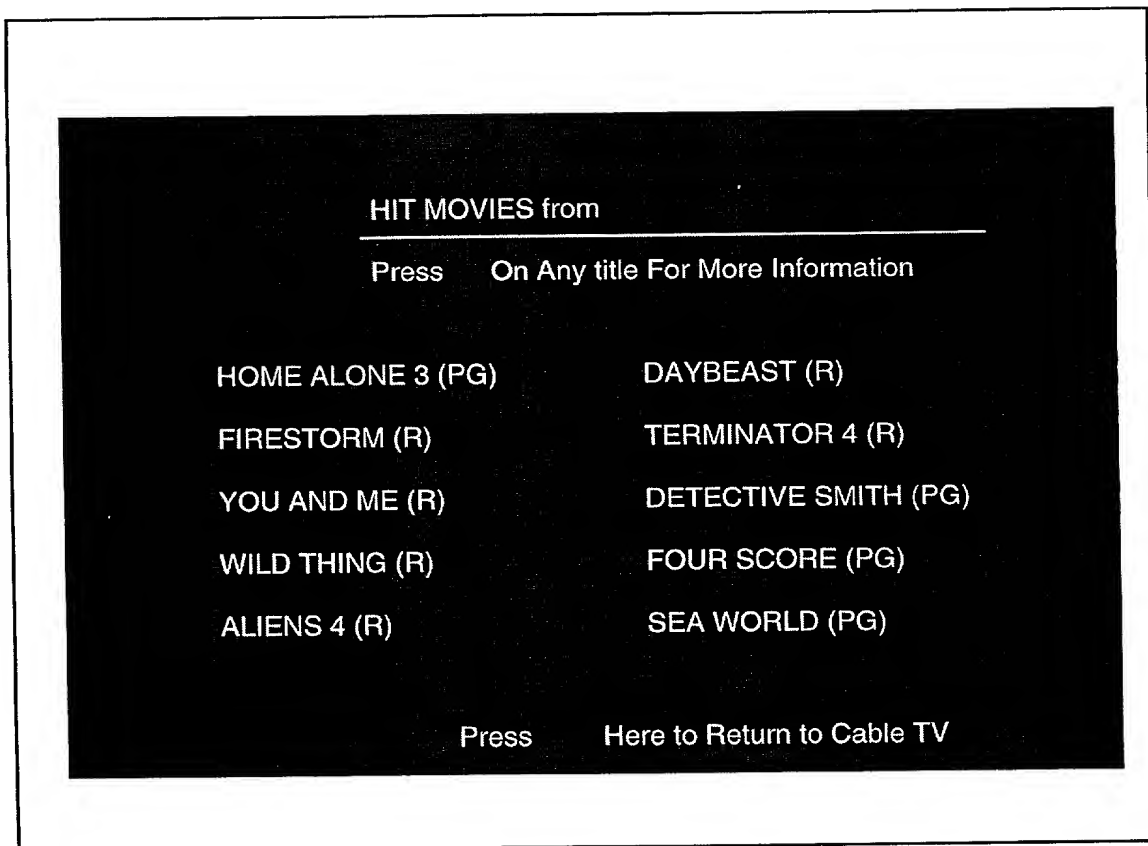 HIT MOVIES from
Press On Any title For More Information
HOME ALONE 3 (PG)
FIRESTORM (R)
YOU AND ME (R)
WILD THING (R)
ALIENS 4 (R)
DAYBEAST (R)
TERMINATOR 4 (R)
DETECTIVE SMITH (PG)
FOUR SCORE (PG)
SEA WORLD (PG)
Press Here to Return to Cable TV